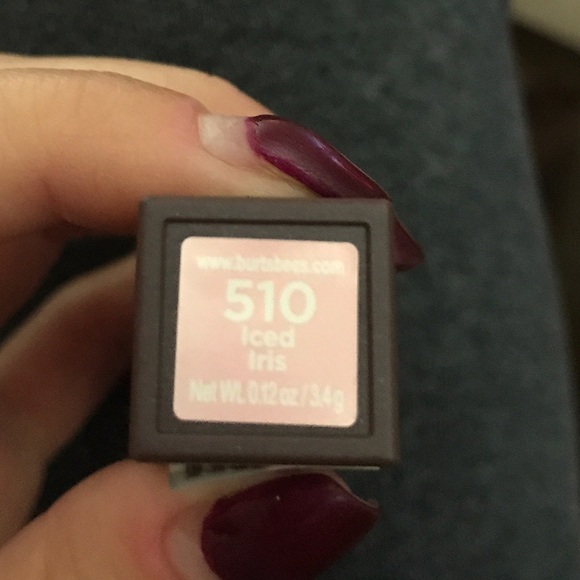 www.burtsbees.com
510
Iced
Iris
Net Wt. 0.12 oz / 3.4g